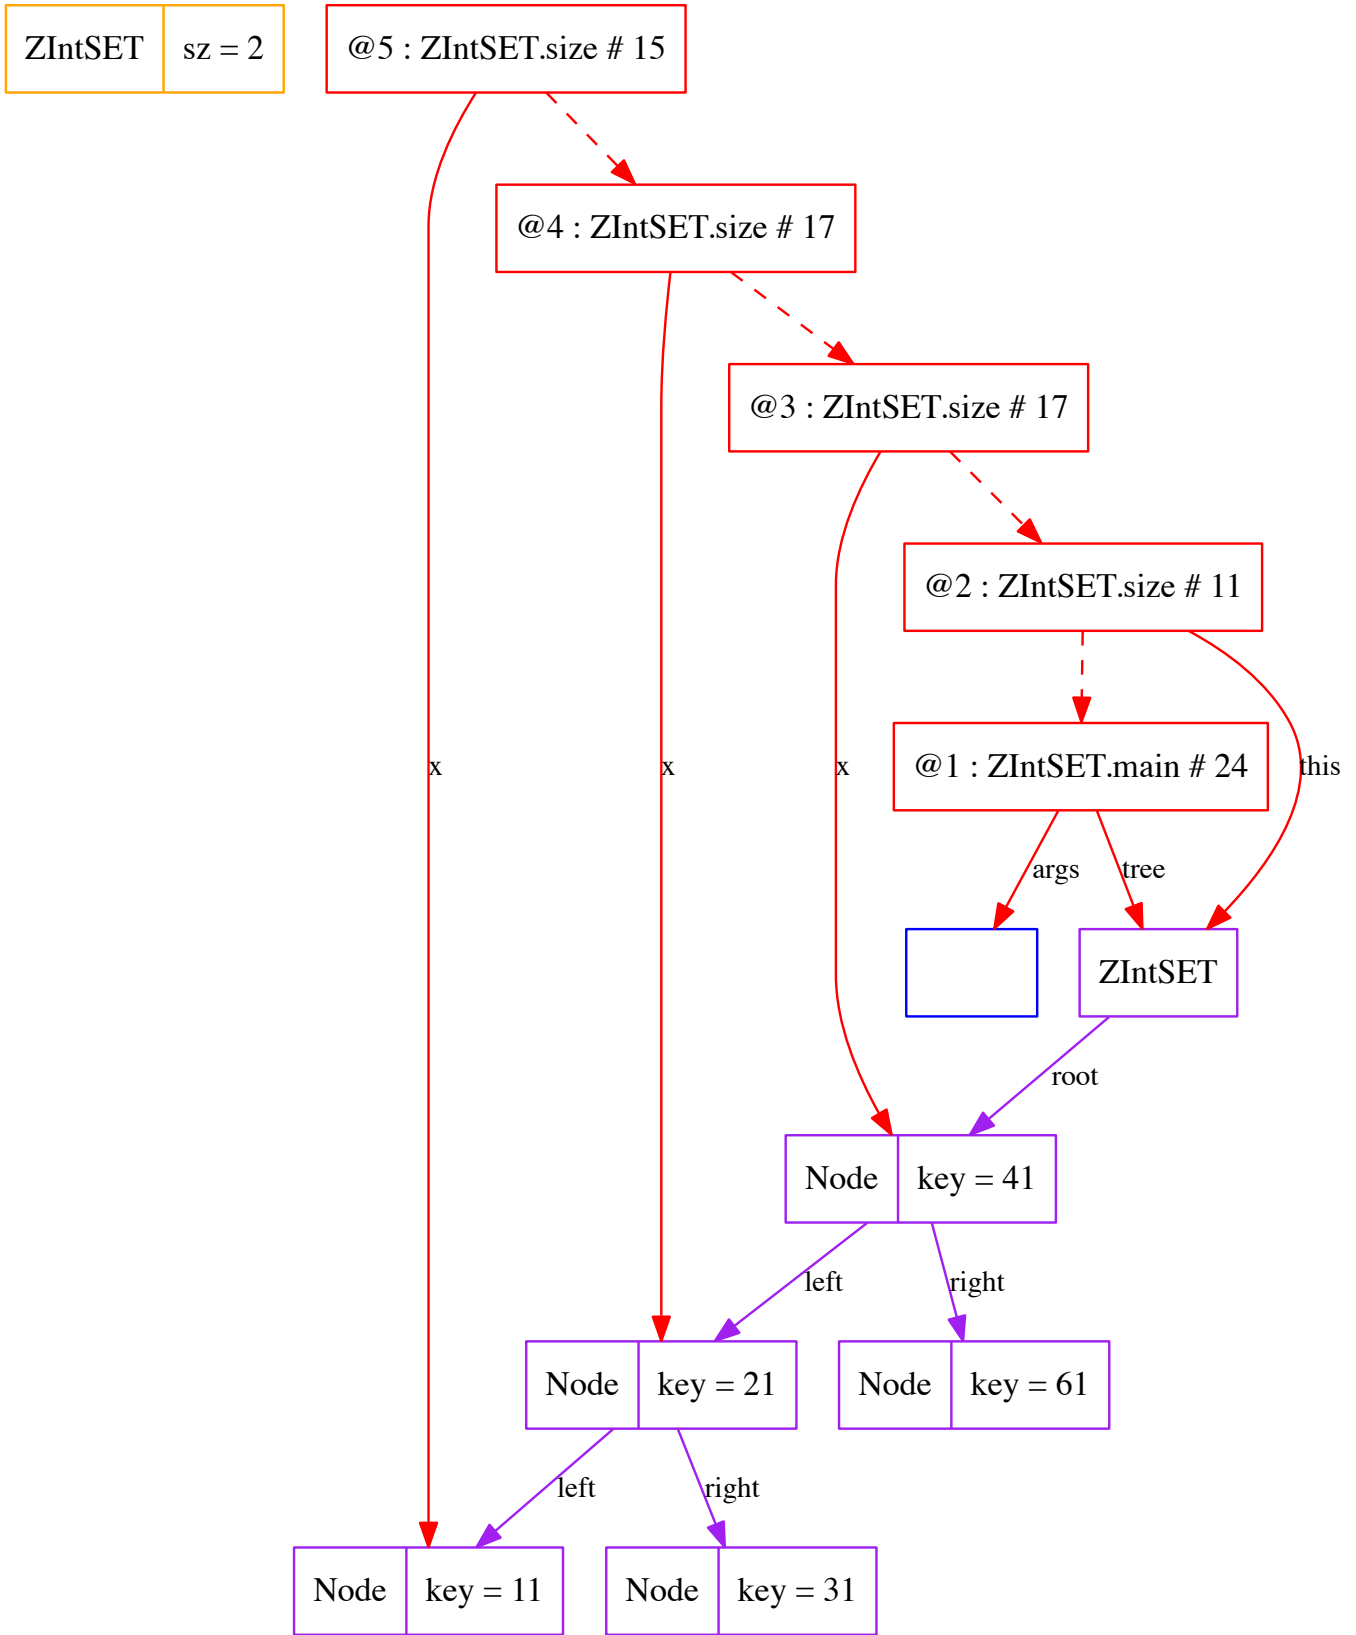 ZIntSET sz = 2 @5 : ZIntSET.size # 15
@4 : ZIntSET.size # 17
@3 : ZIntSET.size # 17
@2 : ZIntSET.size # 11
x x x @1 : ZIntSET.main # 24 this
args tree
ZIntSET
root
Node key = 41
left right
Node key = 21 Node key = 61
left right
Node key = 11 Node key = 31